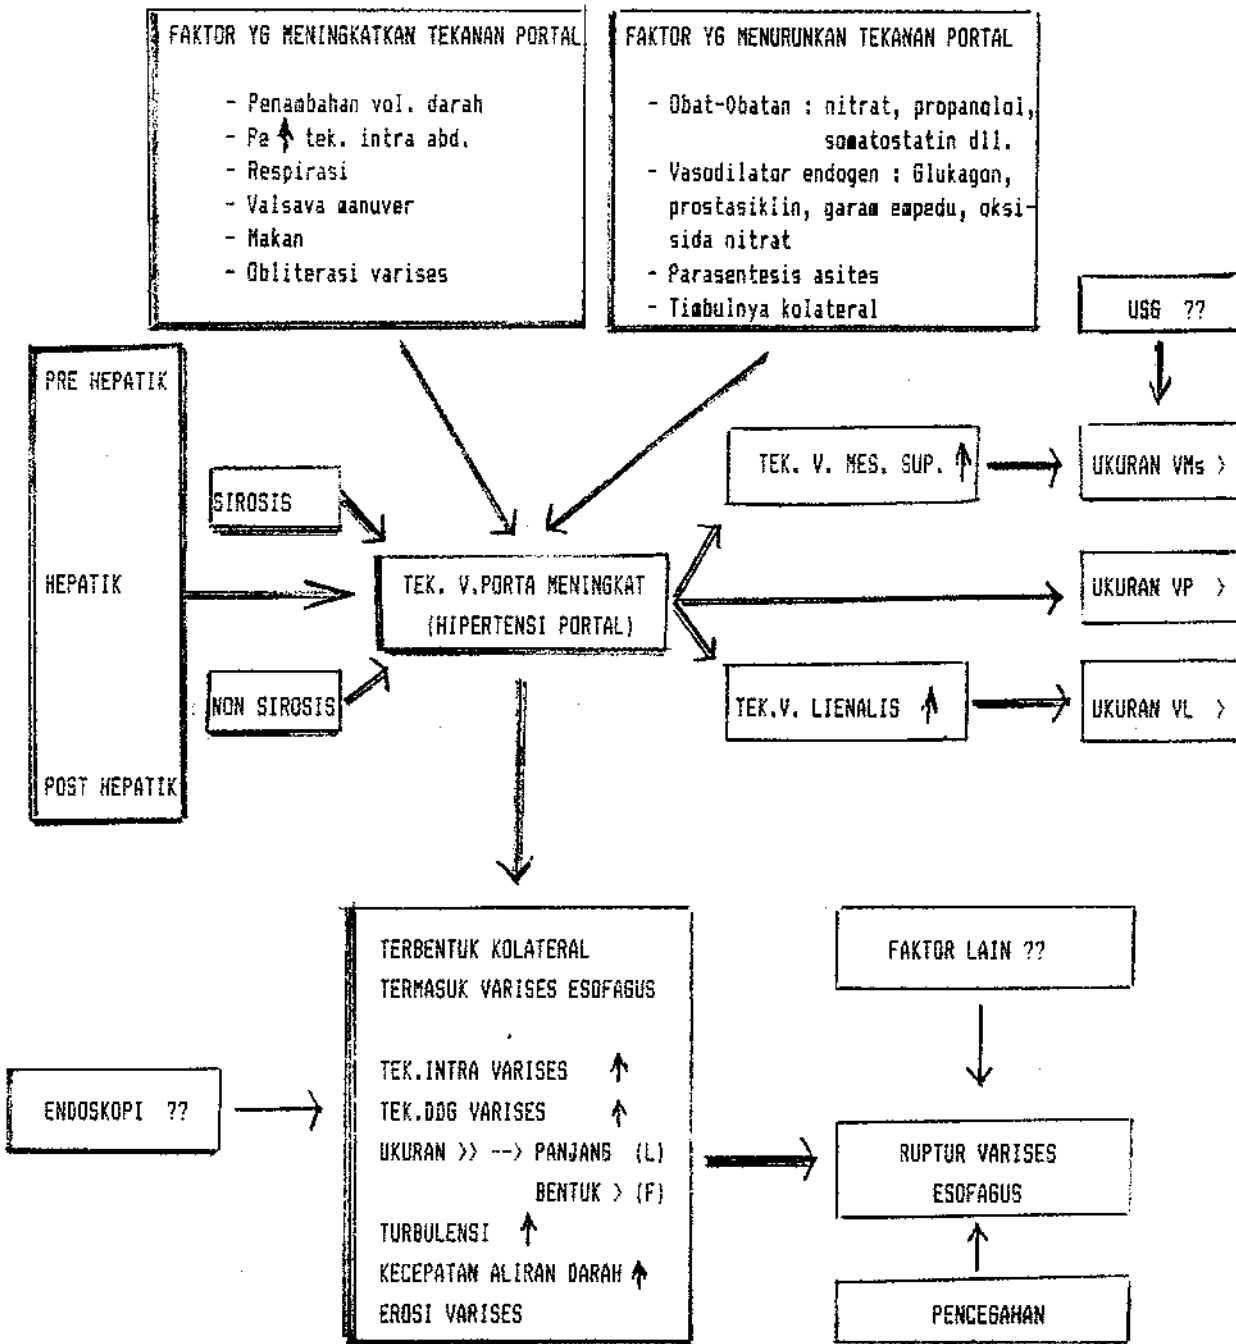 FAKTOR YG MENINGKATKAN TEKANAN PORTAL
- Penambahan vol. darah
- Pe ↑ tek. intra abd.
- Respirasi
- Valsava manuver
- Makan
- Obliterasi varises
FAKTOR YG MENURUNKAN TEKANAN PORTAL
- Obat-Obatan : nitrat, propanolol,
somatostatin dll.
- Vasodilator endogen : Glukagon,
prostasiklin, garam empedu, oksi-
sida nitrat
- Parasentesis asites
- Timbulnya kolateral
USG ??
PRE HEPATIK
HEPATIK
POST HEPATIK
SIROSIS
NON SIROSIS
TEK. V.PORTA MENINGKAT
(HIPERTENSI PORTAL)
TEK. V. MES. SUP. ↑
TEK.V. LIENALIS ↑
UKURAN VMs >
UKURAN VP >
UKURAN VL >
ENDOSKOPI ??
TERBENTUK KOLATERAL
TERMASUK VARISES ESOFAGUS
TEK.INTRA VARISES ↑
TEK.DDG VARISES ↑
UKURAN >> --> PANJANG (L)
BENTUK > (F)
TURBULENSI ↑
KECEPATAN ALIRAN DARAH ↑
EROSI VARISES
FAKTOR LAIN ??
RUPTUR VARISES
ESOFAGUS
PENCEGAHAN